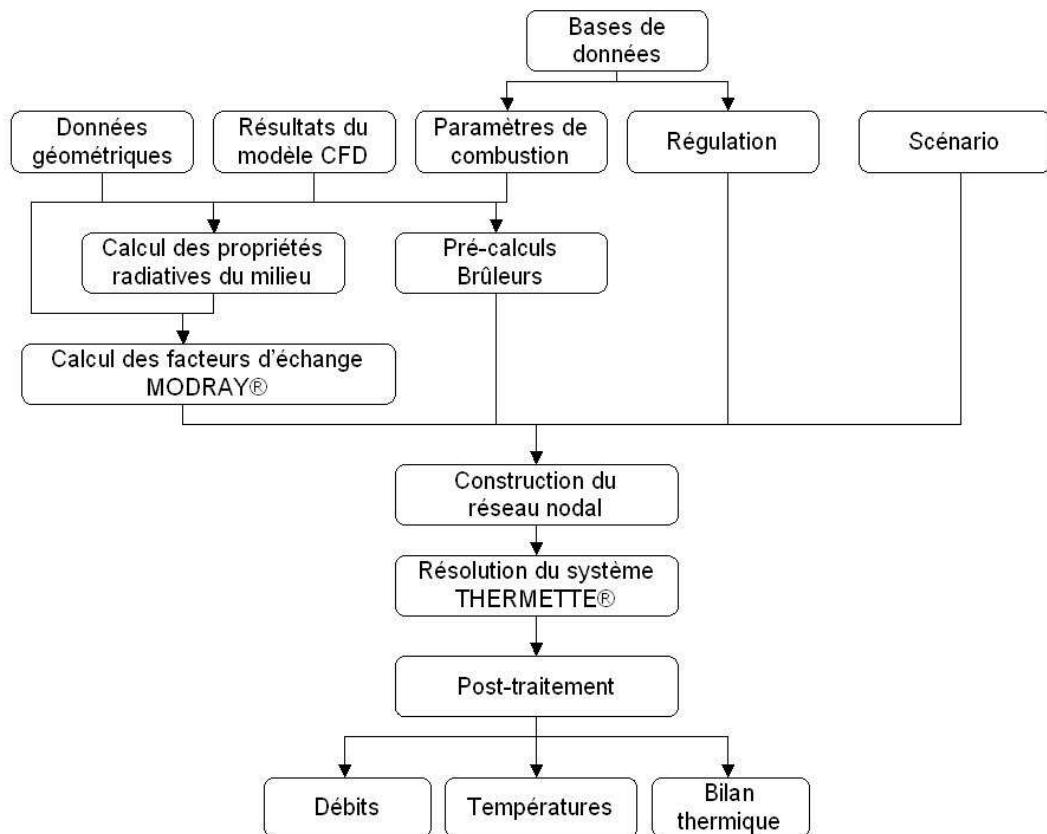 Bases de
données
Données
géométriques
Résultats du
modèle CFD
Paramètres de
combustion
Régulation
Scénario
Calcul des propriétés
radiatives du milieu
Pré-calculs
Brûleurs
Calcul des facteurs d'échange
MODRAY®
Construction du
réseau nodal
Résolution du système
THERMETTE®
Post-traitement
Débits
Températures
Bilan
thermique